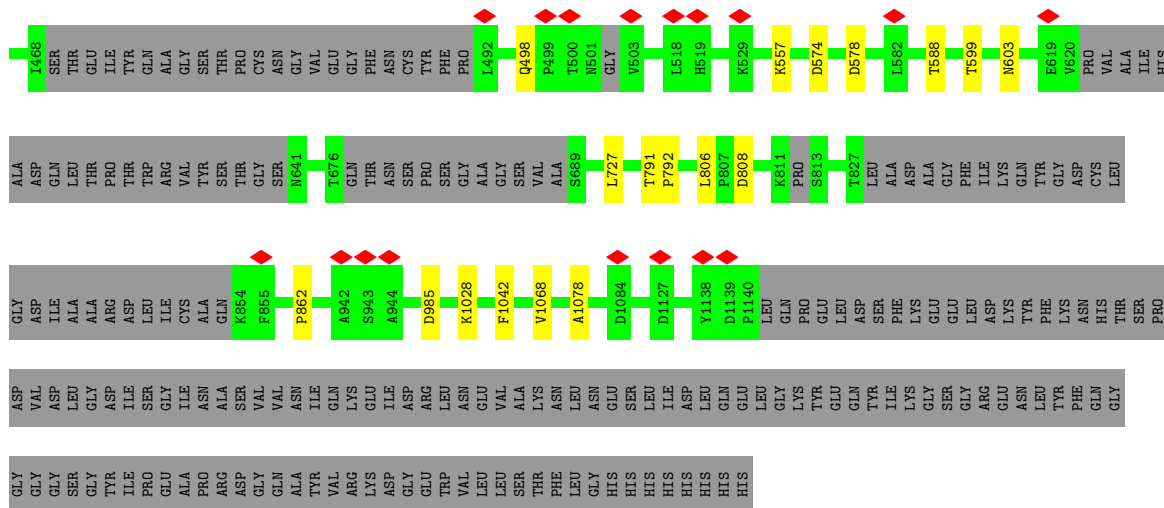 I468 SER THR GLU ILE TYR GLN ALA GLY SER THR PRO CYS ASN GLY VAL GLU GLY PHE ASN CYS TYR PHE PRO L492 Q498 P499 T500 N501 GLY V503 L518 H519 K529 K557 D574 D578 L582 T588 T599 N603 E619 V620 PRO VAL ALA ILE HIS
ALA ASP GLN LEU THR PRO THR TRP ARG VAL TYR SER THR GLY SER N641 T676 GLN THR ASN SER PRO SER GLY ALA GLY SER VAL ALA S689 L727 T791 P792 L806 P807 D808 K811 PRO S813 T827 LEU ALA ASP ALA GLY PHE ILE LYS GLN TYR GLY ASP CYS LEU
GLY ASP ILE ALA ALA ARG ASP LEU ILE CYS ALA GLN K854 F855 P862 A942 S943 A944 D985 K1028 F1042 V1068 A1078 D1084 D1127 Y1138 D1139 P1140 LEU GLN PRO GLU LEU ASP SER PHE LYS GLU GLU LEU ASP LYS TYR PHE LYS ASN HIS THR SER PRO
ASP VAL ASP LEU GLY ASP ILE SER GLY ILE ASN ALA SER VAL VAL ASN ILE GLN LYS GLU ILE ASP ARG LEU ASN GLU VAL ALA LYS ASN LEU ASN GLU SER LEU ILE ASP LEU GLN GLU LEU GLY LYS TYR GLU GLN TYR ILE LYS GLY SER GLY ARG GLU ASN LEU TYR PHE GLN GLY
GLY GLY GLY SER GLY TYR ILE PRO GLU ALA PRO ARG ASP GLY GLN ALA TYR VAL ARG LYS ASP GLY GLU TRP VAL LEU LEU SER THR PHE LEU GLY HIS HIS HIS HIS HIS HIS HIS HIS